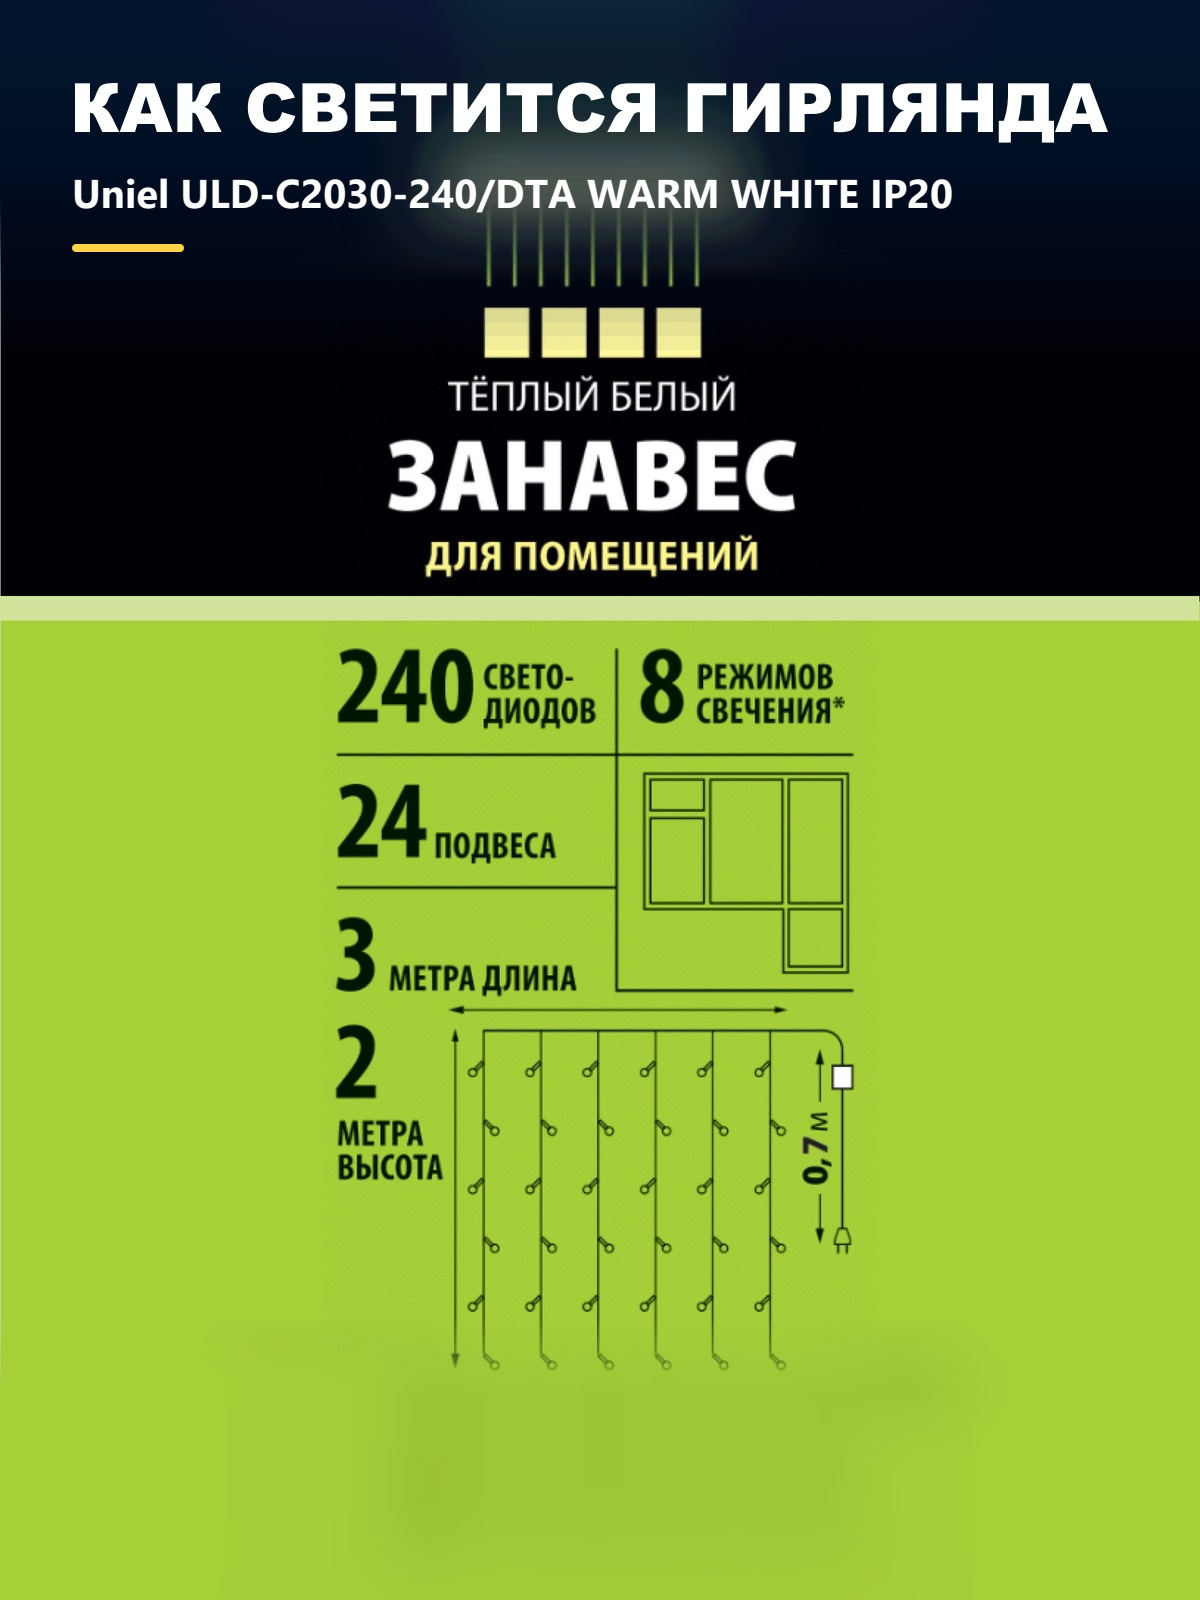 КАК СВЕТИТСЯ ГИРЛЯНДА
Uniel ULD-C2030-240/DTA WARM WHITE IP20
ТЁПЛЫЙ БЕЛЫЙ
ЗАНАВЕС
ДЛЯ ПОМЕЩЕНИЙ
240 СВЕТО-
ДИОДОВ
8 РЕЖИМОВ
СВЕЧЕНИЯ*
24 ПОДВЕСА
3 МЕТРА ДЛИНА
2
МЕТРА
ВЫСОТА
0,7 М